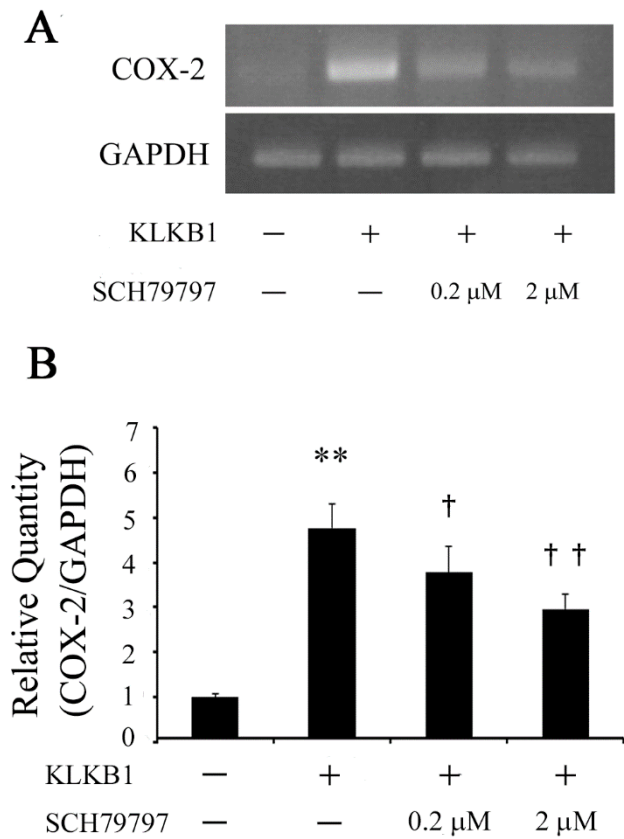 A
COX-2
GAPDH
KLKB1 – + + +
SCH79797 – – 0.2 μM 2 μM
B
Relative Quantity
(COX-2/GAPDH)
7
6
5
4
3
2
1
0
** † † †
KLKB1 – + + +
SCH79797 – – 0.2 μM 2 μM